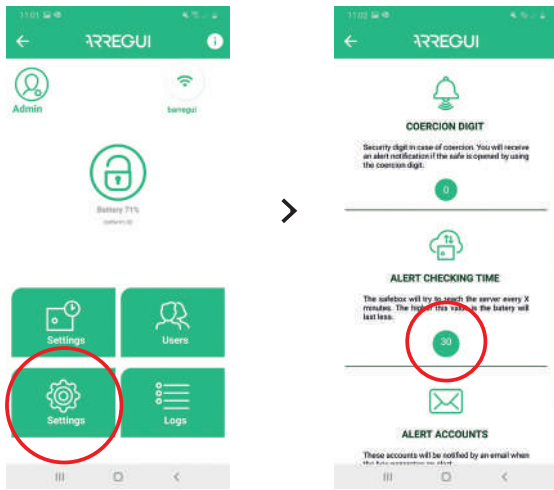 11:01
ARREGUI
Admin
barregui
Battery 71%
Settings
Users
Settings
Logs
11:02
ARREGUI
COERCION DIGIT
Security digit in case of coercion. You will receive
an alert notification if the safe is opened by using
the coercion digit.
0
ALERT CHECKING TIME
The safebox will try to reach the server every X
minutes. The higher this value is the batery will
last less.
30
ALERT ACCOUNTS
These accounts will be notified by an email when